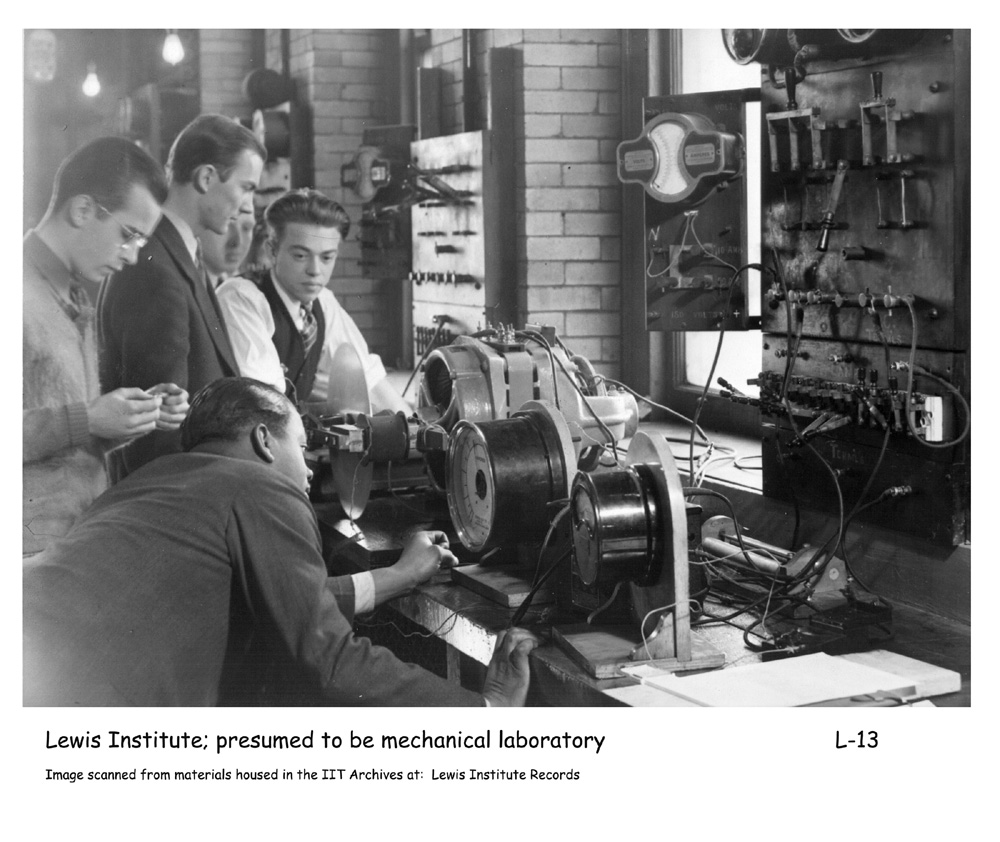 N
Lewis Institute; presumed to be mechanical laboratory
L-13
Image scanned from materials housed in the IIT Archives at: Lewis Institute Records